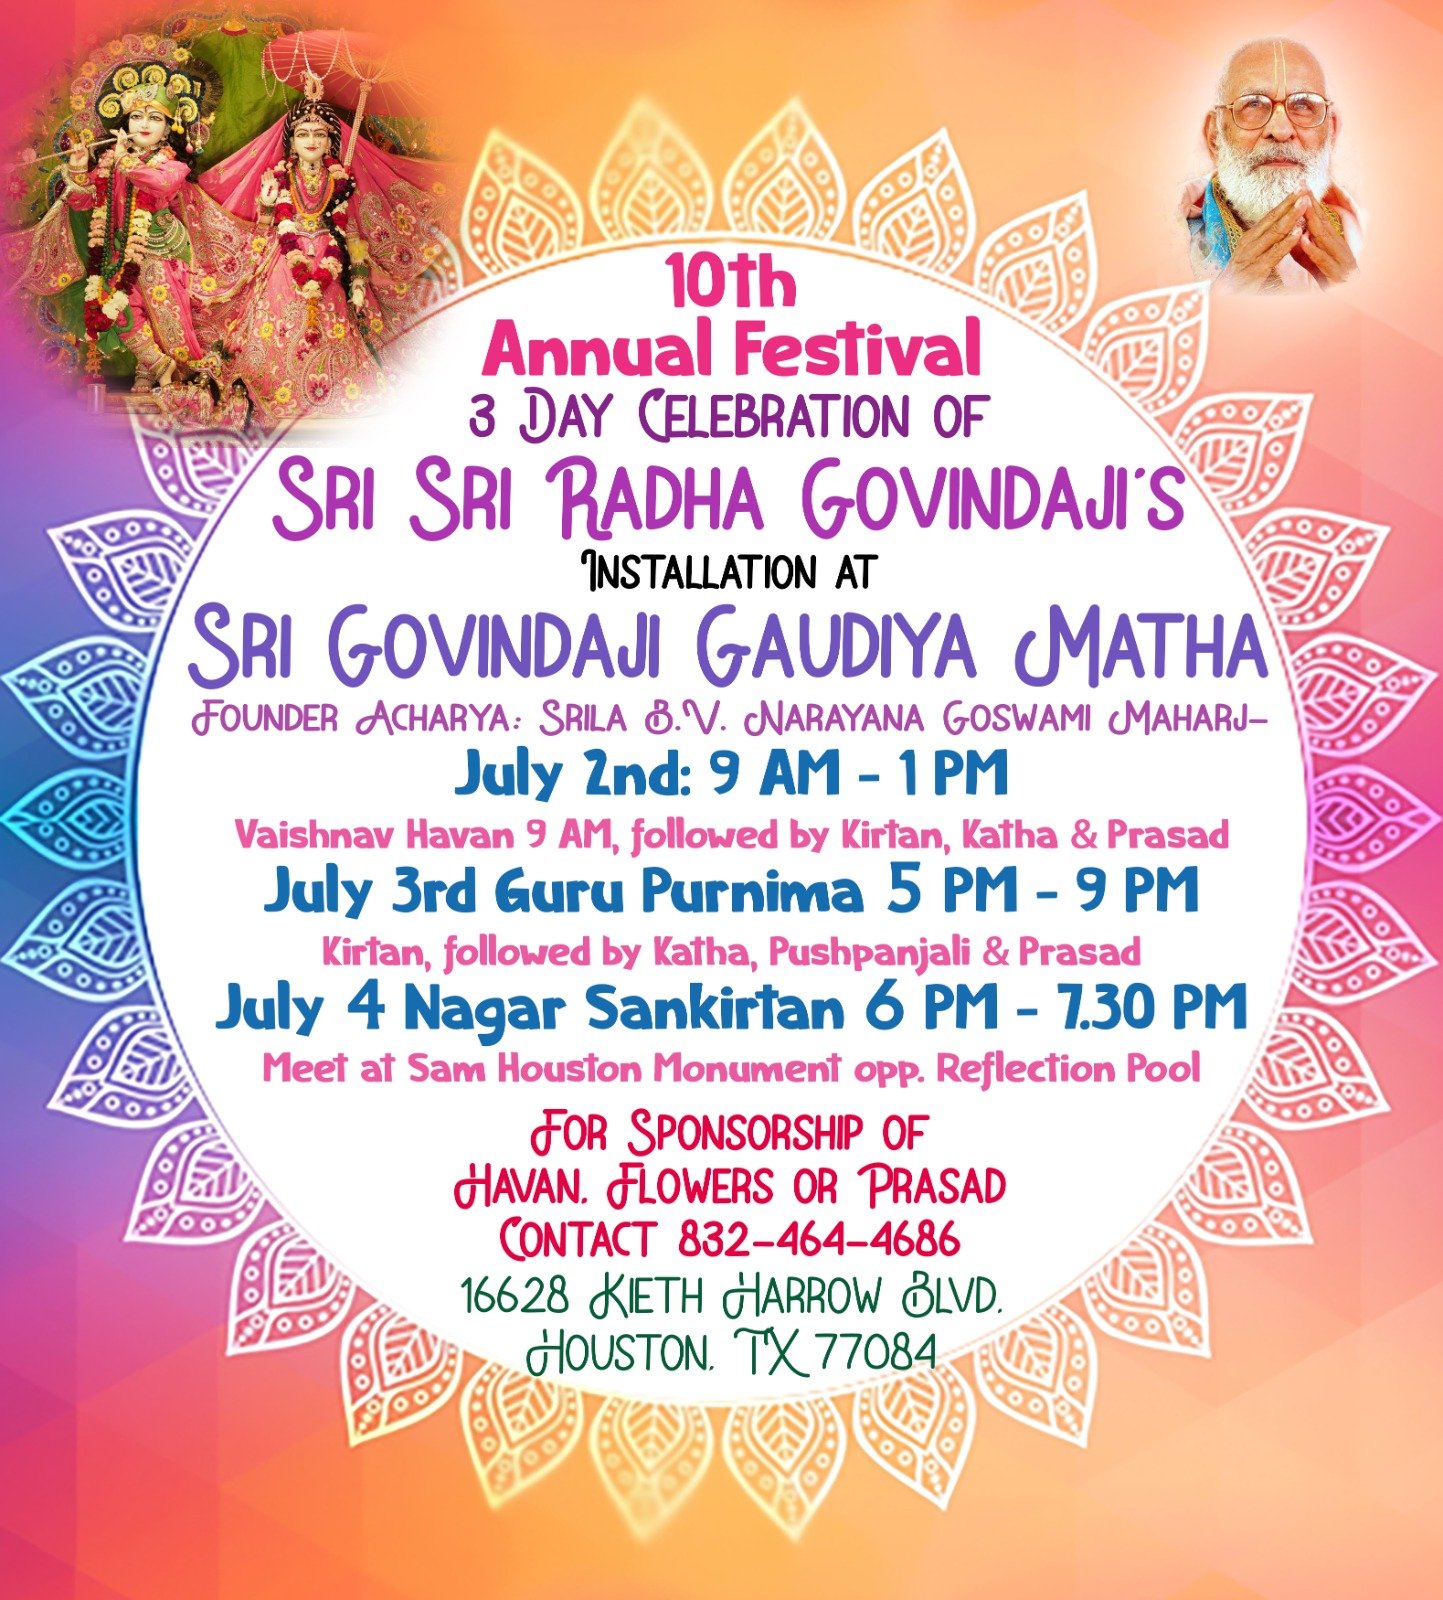 10th
Annual Festival
3 Day Celebration of
Sri Sri Radha Govindaji's
Installation at
Sri Govindaji Gaudiya Matha
Founder Acharya: Srila B.V. Narayana Goswami Maharj-
July 2nd: 9 AM - 1 PM
Vaishnav Havan 9 AM, followed by Kirtan, Katha & Prasad
July 3rd Guru Purnima 5 PM - 9 PM
Kirtan, followed by Katha, Pushpanjali & Prasad
July 4 Nagar Sankirtan 6 PM - 7.30 PM
Meet at Sam Houston Monument opp. Reflection Pool
For Sponsorship of
Havan, Flowers or Prasad
Contact 832-464-4686
16628 Kieth Harrow Blvd,
Houston, TX 77084